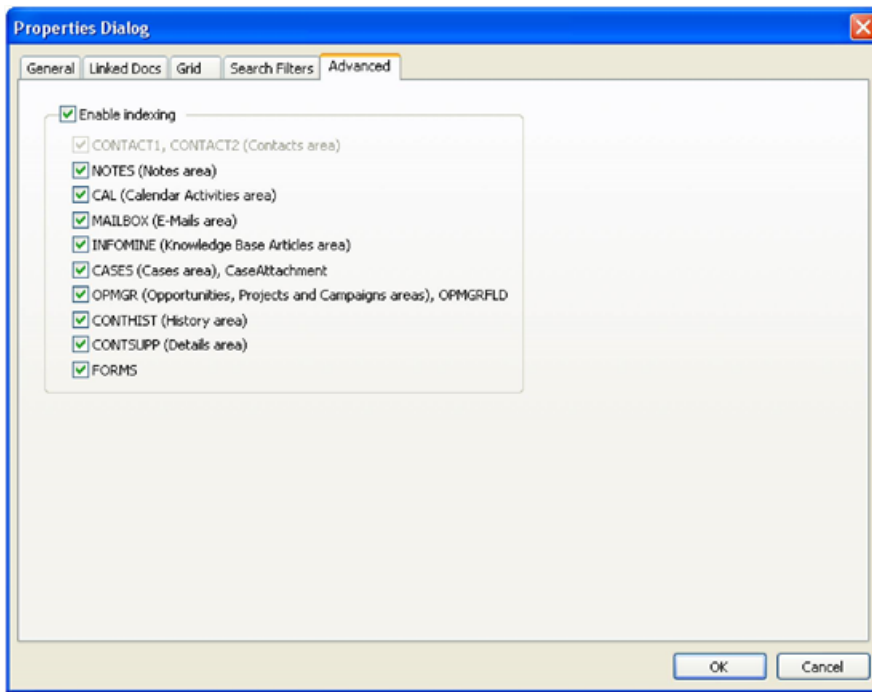 Properties Dialog
General Linked Docs Grid Search Filters Advanced
Enable indexing
CONTACT1, CONTACT2 (Contacts area)
NOTES (Notes area)
CAL (Calendar Activities area)
MAILBOX (E-Mails area)
INFOMINE (Knowledge Base Articles area)
CASES (Cases area), CaseAttachment
OPMGR (Opportunities, Projects and Campaigns areas), OPMGRFLD
CONTHIST (History area)
CONTSUPP (Details area)
FORMS
OK Cancel